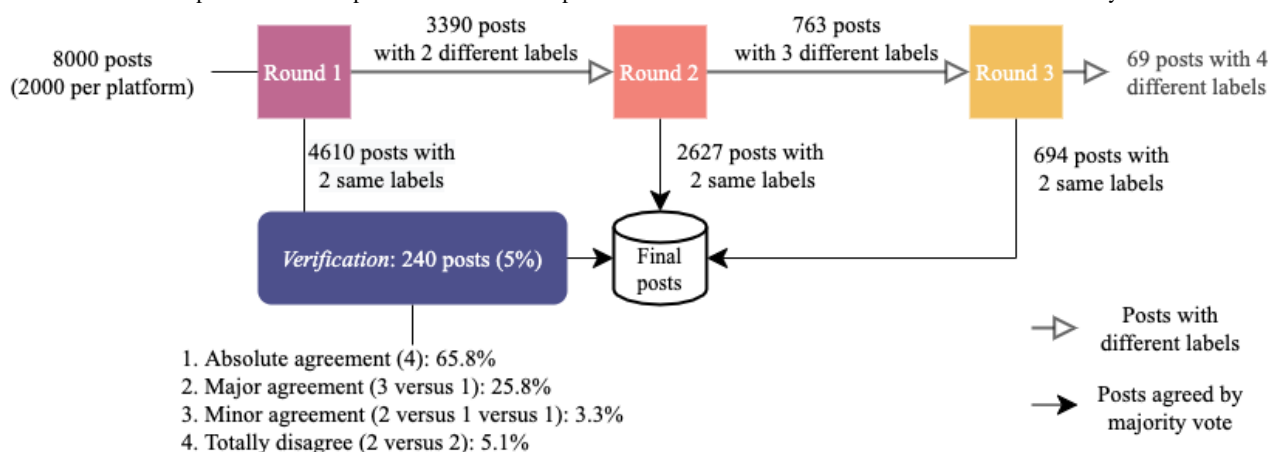 8000 posts
(2000 per platform)
Round 1
3390 posts
with 2 different labels
Round 2
763 posts
with 3 different labels
Round 3
69 posts with 4
different labels
4610 posts with
2 same labels
2627 posts with
2 same labels
694 posts with
2 same labels
Verification: 240 posts (5%)
Final
posts
1. Absolute agreement (4): 65.8%
2. Major agreement (3 versus 1): 25.8%
3. Minor agreement (2 versus 1 versus 1): 3.3%
4. Totally disagree (2 versus 2): 5.1%
Posts with
different labels
Posts agreed by
majority vote